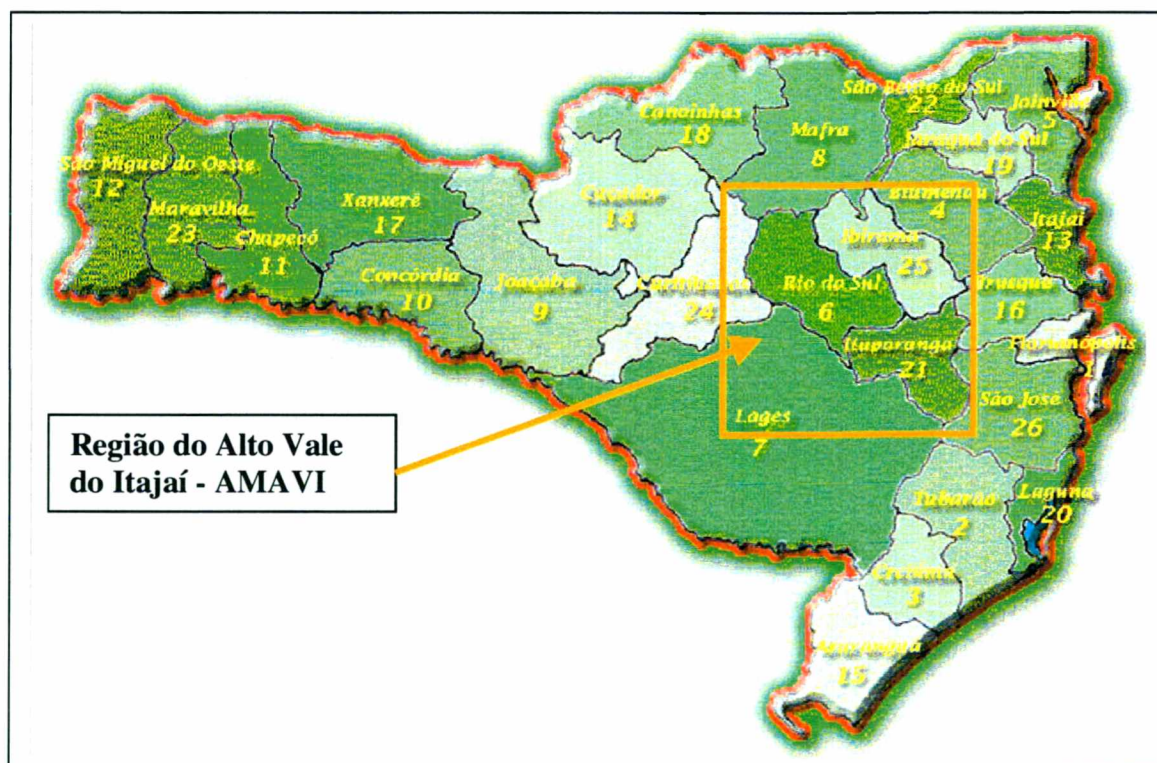 São Bento do Sul
22
Canoinhas
18
Joinville
5
Mafra
8
Jaraguá do Sul
19
São Miguel do Oeste
12
Caçador
14
Blumenau
4
Maravilha
23
Xanxerê
17
Itajaí
13
Ibirama
25
Chapecó
11
Concórdia
10
Joaçaba
9
Curitibanos
24
Rio do Sul
6
Brusque
16
Florianópolis
1
Ituporanga
21
São José
26
Lages
7
Região do Alto Vale
do Itajaí - AMAVI
Laguna
20
Tubarão
2
Criciúma
3
Araranguá
15